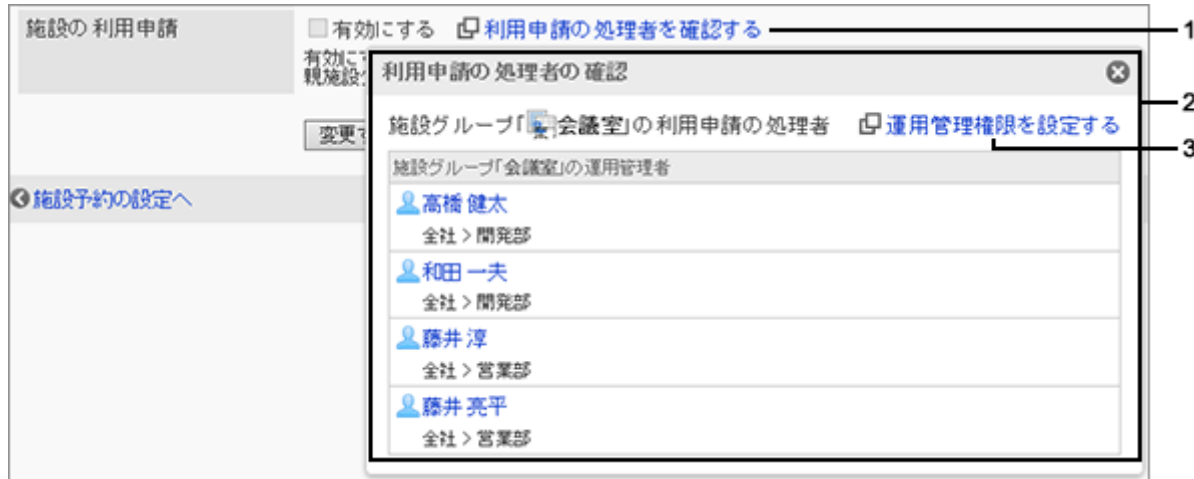 施設の利用申請
有効にする 利用申請の処理者を確認する
1
有効に
親施設
利用申請の処理者の確認
2
施設グループ「会議室」の利用申請の処理者 運用管理権限を設定する
3
変更
施設グループ「会議室」の運用管理者
施設予約の設定へ
高橋 健太
全社 > 開発部
和田 一夫
全社 > 開発部
藤井 淳
全社 > 営業部
藤井 亮平
全社 > 営業部